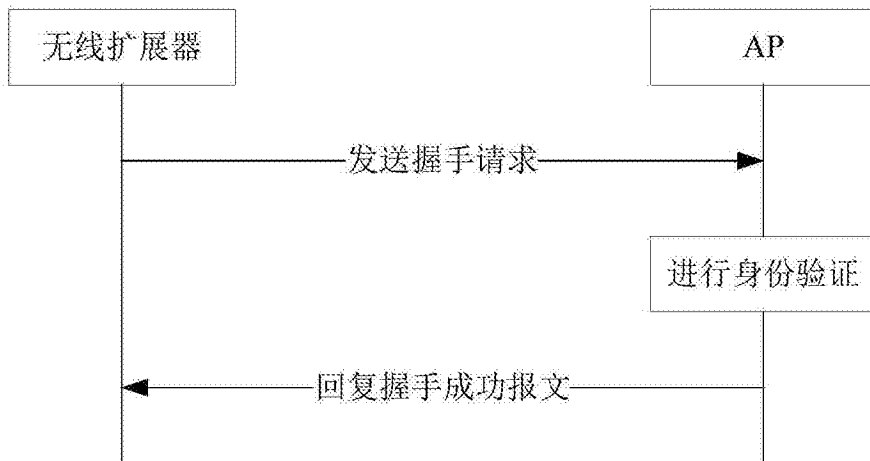 无线扩展器
AP
发送握手请求
进行身份验证
回复握手成功报文